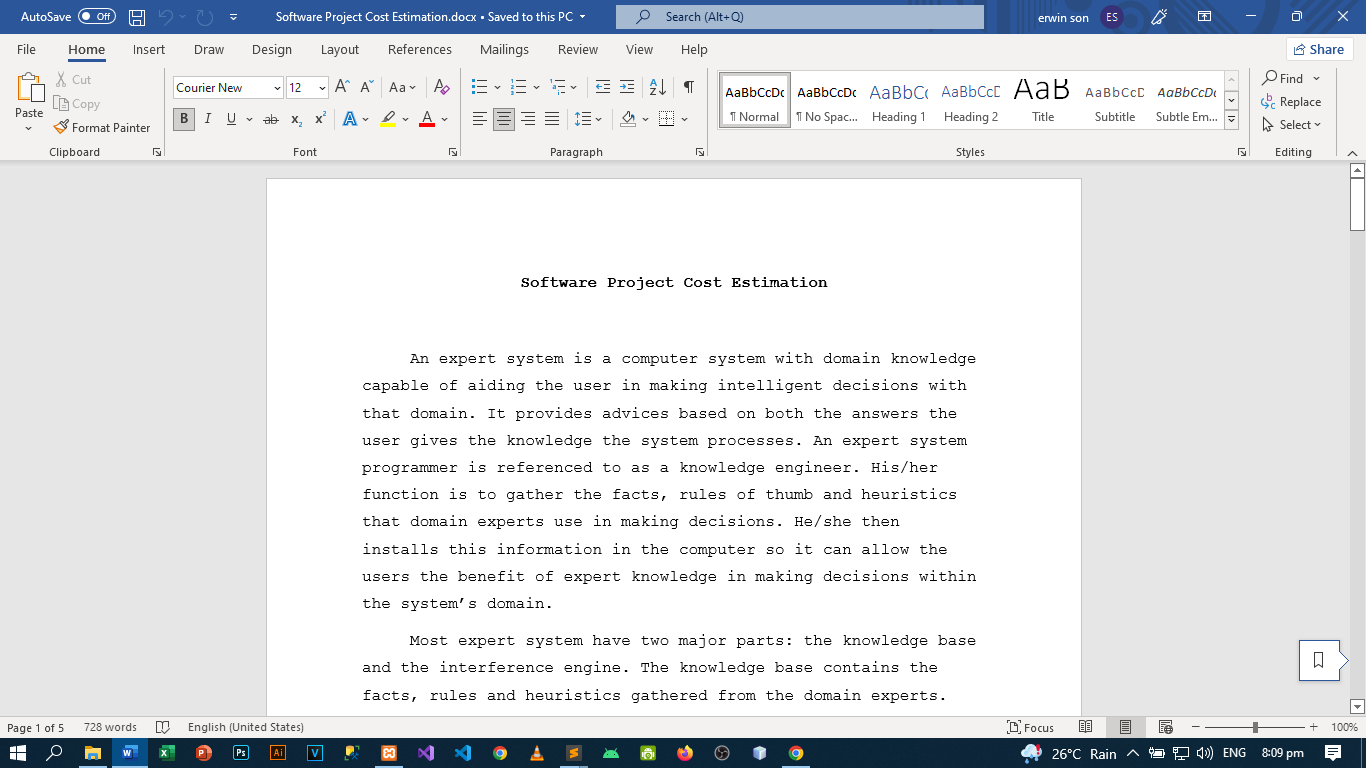 AutoSave Off Software Project Cost Estimation.docx • Saved to this PC Search (Alt+Q) erwin son ES
File Home Insert Draw Design Layout References Mailings Review View Help Share
Paste
Cut
Copy
Format Painter
Clipboard
Courier New 12
Font
Paragraph
AaBbCcDc AaBbCcDc AaBbCc AaBbCcD AaB AaBbCcD AaBbCcDc
¶ Normal ¶ No Spac... Heading 1 Heading 2 Title Subtitle Subtle Em...
Styles
Find
Replace
Select
Editing
Software Project Cost Estimation
An expert system is a computer system with domain knowledge
capable of aiding the user in making intelligent decisions with
that domain. It provides advices based on both the answers the
user gives the knowledge the system processes. An expert system
programmer is referenced to as a knowledge engineer. His/her
function is to gather the facts, rules of thumb and heuristics
that domain experts use in making decisions. He/she then
installs this information in the computer so it can allow the
users the benefit of expert knowledge in making decisions within
the system’s domain.
Most expert system have two major parts: the knowledge base
and the interference engine. The knowledge base contains the
facts, rules and heuristics gathered from the domain experts.
Page 1 of 5 728 words English (United States) Focus 100%
26°C Rain ENG 8:09 pm